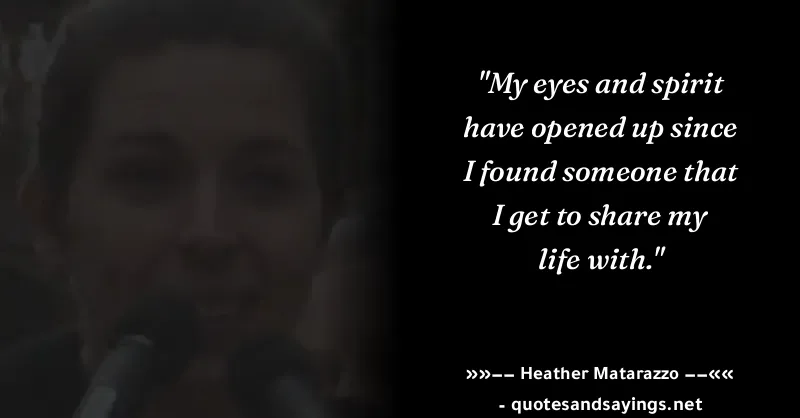 "My eyes and spirit
have opened up since
I found someone that
I get to share my
life with."
»»−− Heather Matarazzo −−««
- quotesandsayings.net